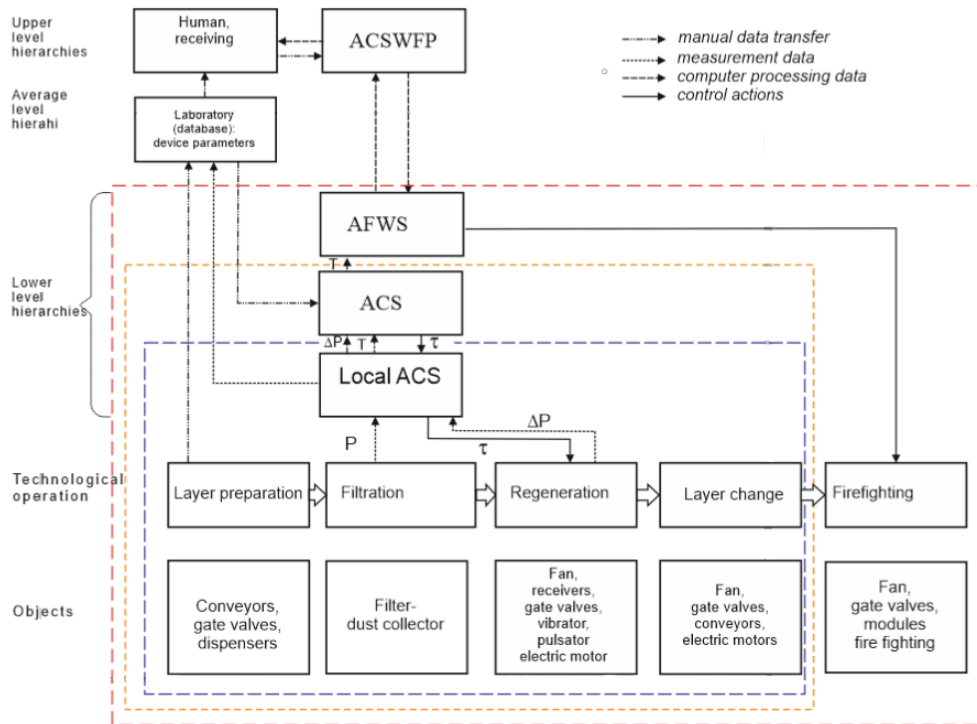 Upper
level
hierarchies
Human,
receiving
ACSWFP
manual data transfer
measurement data
computer processing data
control actions
Average
level
hierahi
Laboratory
(database):
device parameters
AFWS
T
Lower
level
hierarchies
ACS
ΔP
T
τ
Local ACS
P
τ
ΔP
Technological
operation
Layer preparation
Filtration
Regeneration
Layer change
Firefighting
Objects
Conveyors,
gate valves,
dispensers
Filter-
dust collector
Fan,
receivers,
gate valves,
vibrator,
pulsator
electric motor
Fan,
gate valves,
conveyors,
electric motors
Fan,
gate valves,
modules
fire fighting